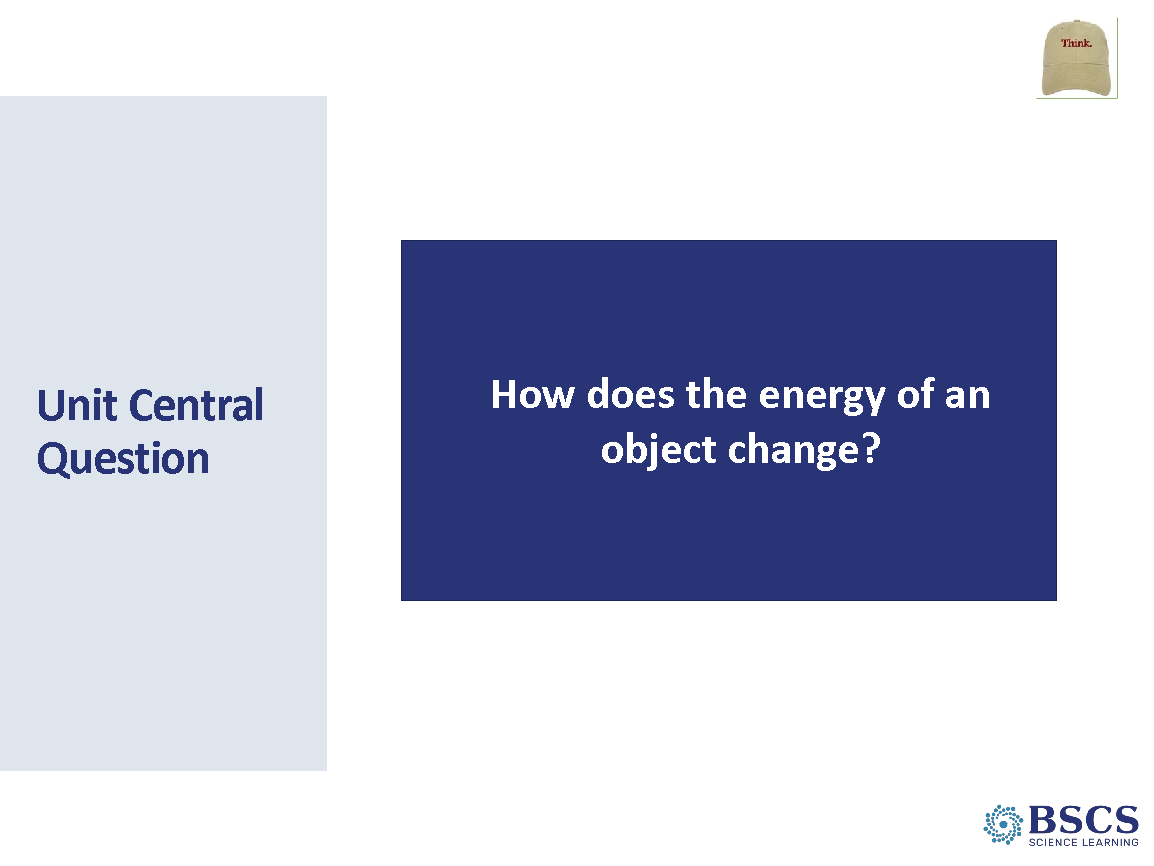 Think.
Unit Central
Question
How does the energy of an
object change?
BSCS
SCIENCE LEARNING